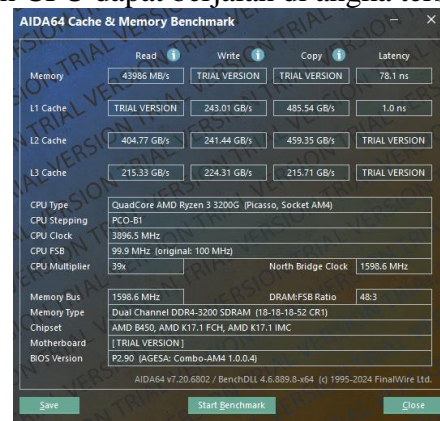 CPU dapat berjalan di angka
AIDA64 Cache & Memory Benchmark
Read Write Copy Latency
Memory 43986 MB/s TRIAL VERSION TRIAL VERSION 78.1 ns
L1 Cache TRIAL VERSION 243.01 GB/s 485.54 GB/s 1.0 ns
L2 Cache 404.77 GB/s 241.44 GB/s 459.35 GB/s TRIAL VERSION
L3 Cache 215.33 GB/s 224.31 GB/s 215.71 GB/s TRIAL VERSION
CPU Type QuadCore AMD Ryzen 3 3200G (Picasso, Socket AM4)
CPU Stepping PCO-B1
CPU Clock 3896.5 MHz
CPU FSB 99.9 MHz (original: 100 MHz)
CPU Multiplier 39x North Bridge Clock 1598.6 MHz
Memory Bus 1598.6 MHz DRAM:FSB Ratio 48:3
Memory Type Dual Channel DDR4-3200 SDRAM (18-18-18-52 CR1)
Chipset AMD B450, AMD K17.1 FCH, AMD K17.1 IMC
Motherboard [ TRIAL VERSION ]
BIOS Version P2.90 (AGESA: Combo-AM4 1.0.0.4)
AIDA64 v7.20.6802 / BenchDLL 4.6.889.8-x64 (c) 1995-2024 FinalWire Ltd.
Save Start Benchmark Close